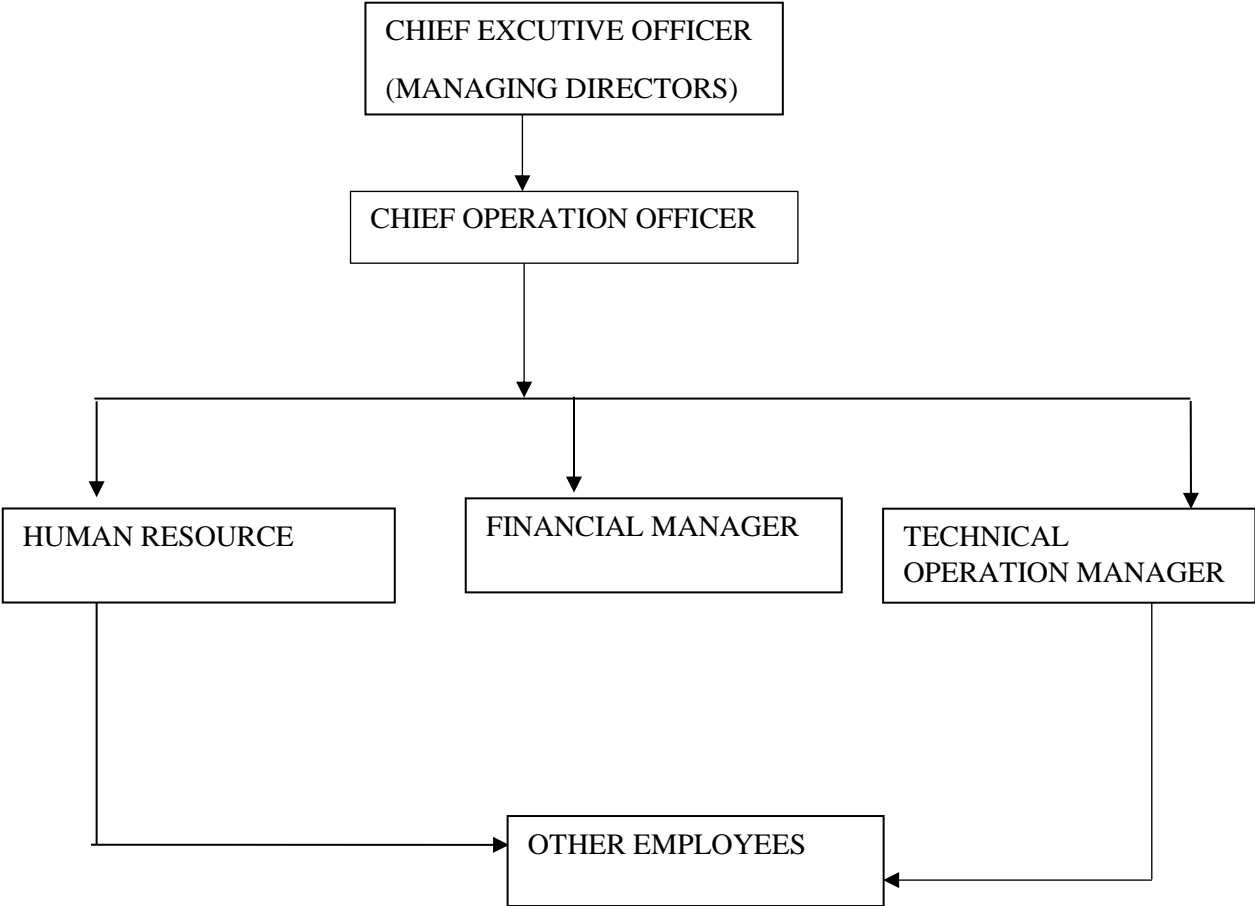 CHIEF EXCUTIVE OFFICER
(MANAGING DIRECTORS)
CHIEF OPERATION OFFICER
HUMAN RESOURCE
FINANCIAL MANAGER
TECHNICAL
OPERATION MANAGER
OTHER EMPLOYEES